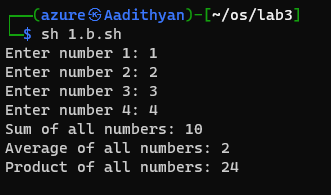 ┌──(azure㉿Aadithyan)-[~/os/lab3]
└─$ sh 1.b.sh
Enter number 1: 1
Enter number 2: 2
Enter number 3: 3
Enter number 4: 4
Sum of all numbers: 10
Average of all numbers: 2
Product of all numbers: 24